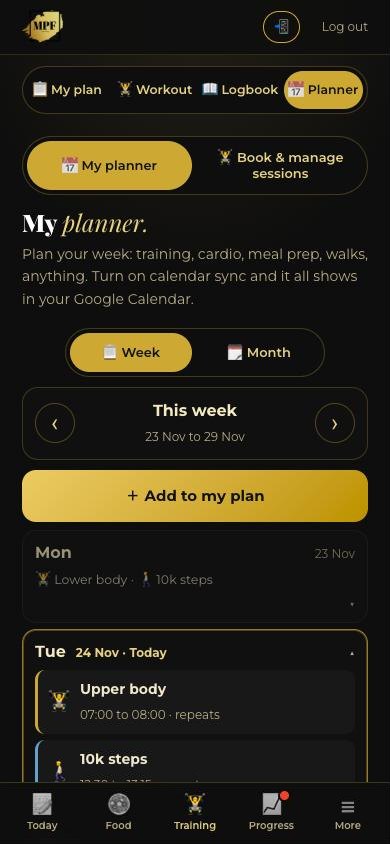 MPF
Log out
My plan Workout Logbook Planner
My planner
Book & manage
sessions
My planner.
Plan your week: training, cardio, meal prep, walks,
anything. Turn on calendar sync and it all shows
in your Google Calendar.
Week Month
‹ This week ›
23 Nov to 29 Nov
+ Add to my plan
Mon 23 Nov
Lower body · 10k steps
Tue 24 Nov · Today
Upper body
07:00 to 08:00 · repeats
10k steps
Today Food Training Progress More